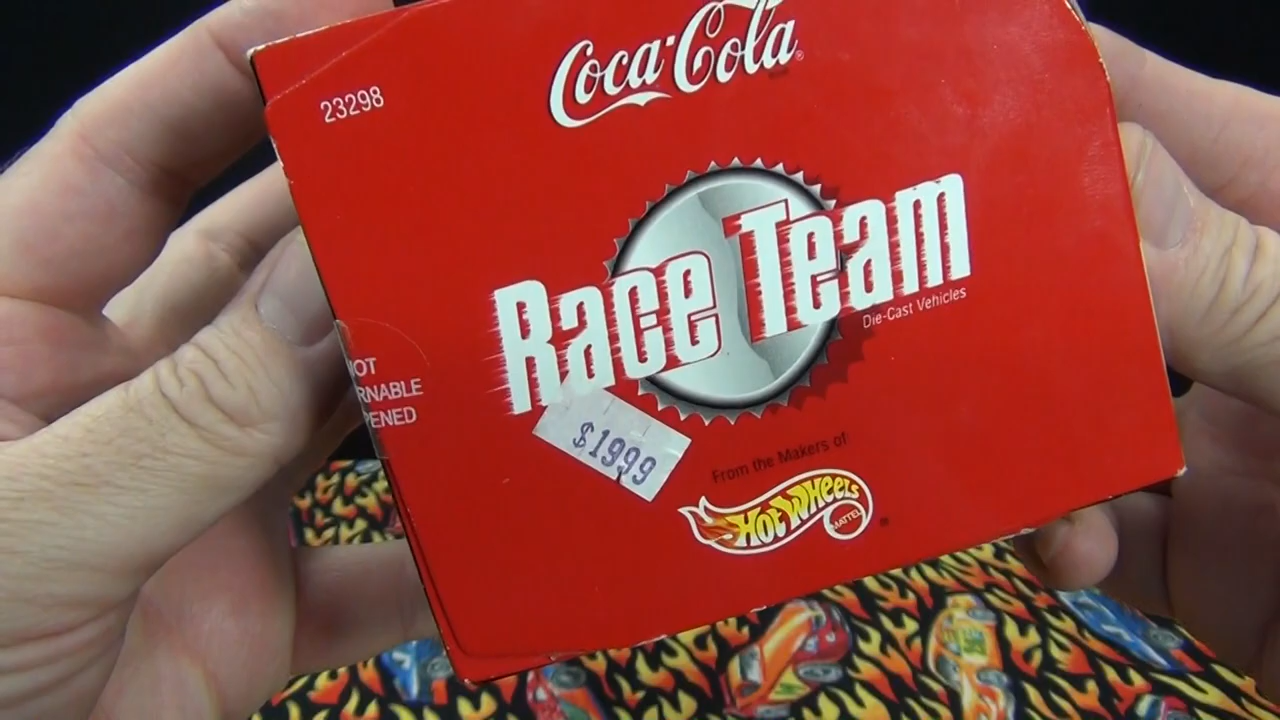 Coca-Cola
23298
Race Team
Die-Cast Vehicles
OT
RNABLE
PENED
$1999
From the Makers of
Hot Wheels
MATTEL